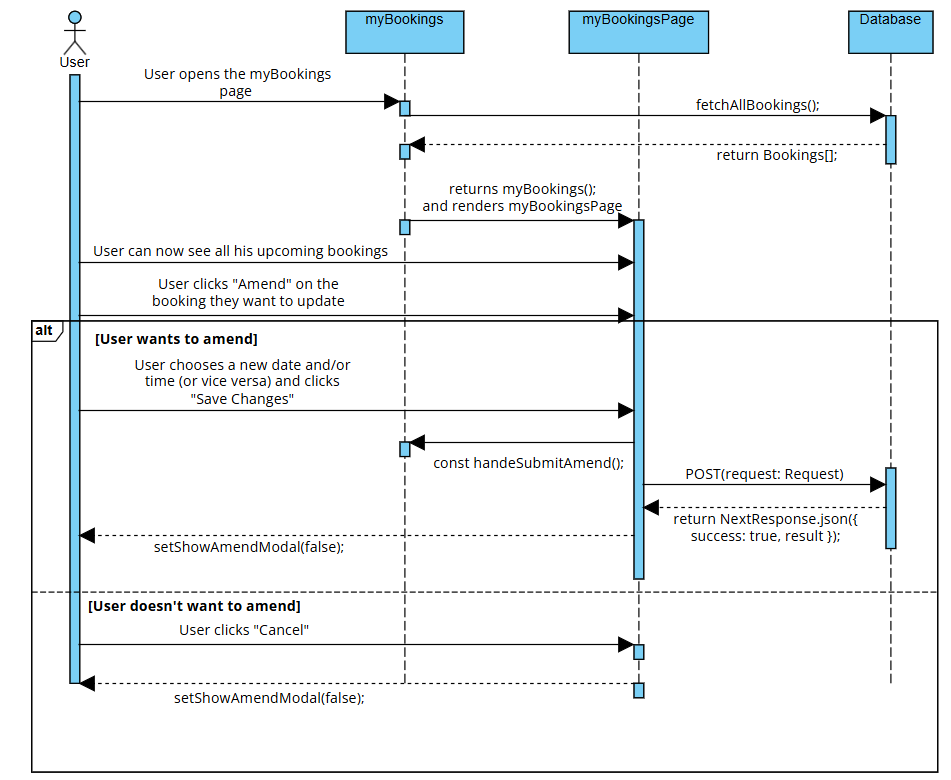 myBookings
myBookingsPage
Database
User
User opens the myBookings
page
fetchAllBookings();
return Bookings[];
returns myBookings();
and renders myBookingsPage
User can now see all his upcoming bookings
User clicks "Amend" on the
booking they want to update
alt
[User wants to amend]
User chooses a new date and/or
time (or vice versa) and clicks
"Save Changes"
const handeSubmitAmend();
POST(request: Request)
return NextResponse.json({
success: true, result });
setShowAmendModal(false);
[User doesn't want to amend]
User clicks "Cancel"
setShowAmendModal(false);